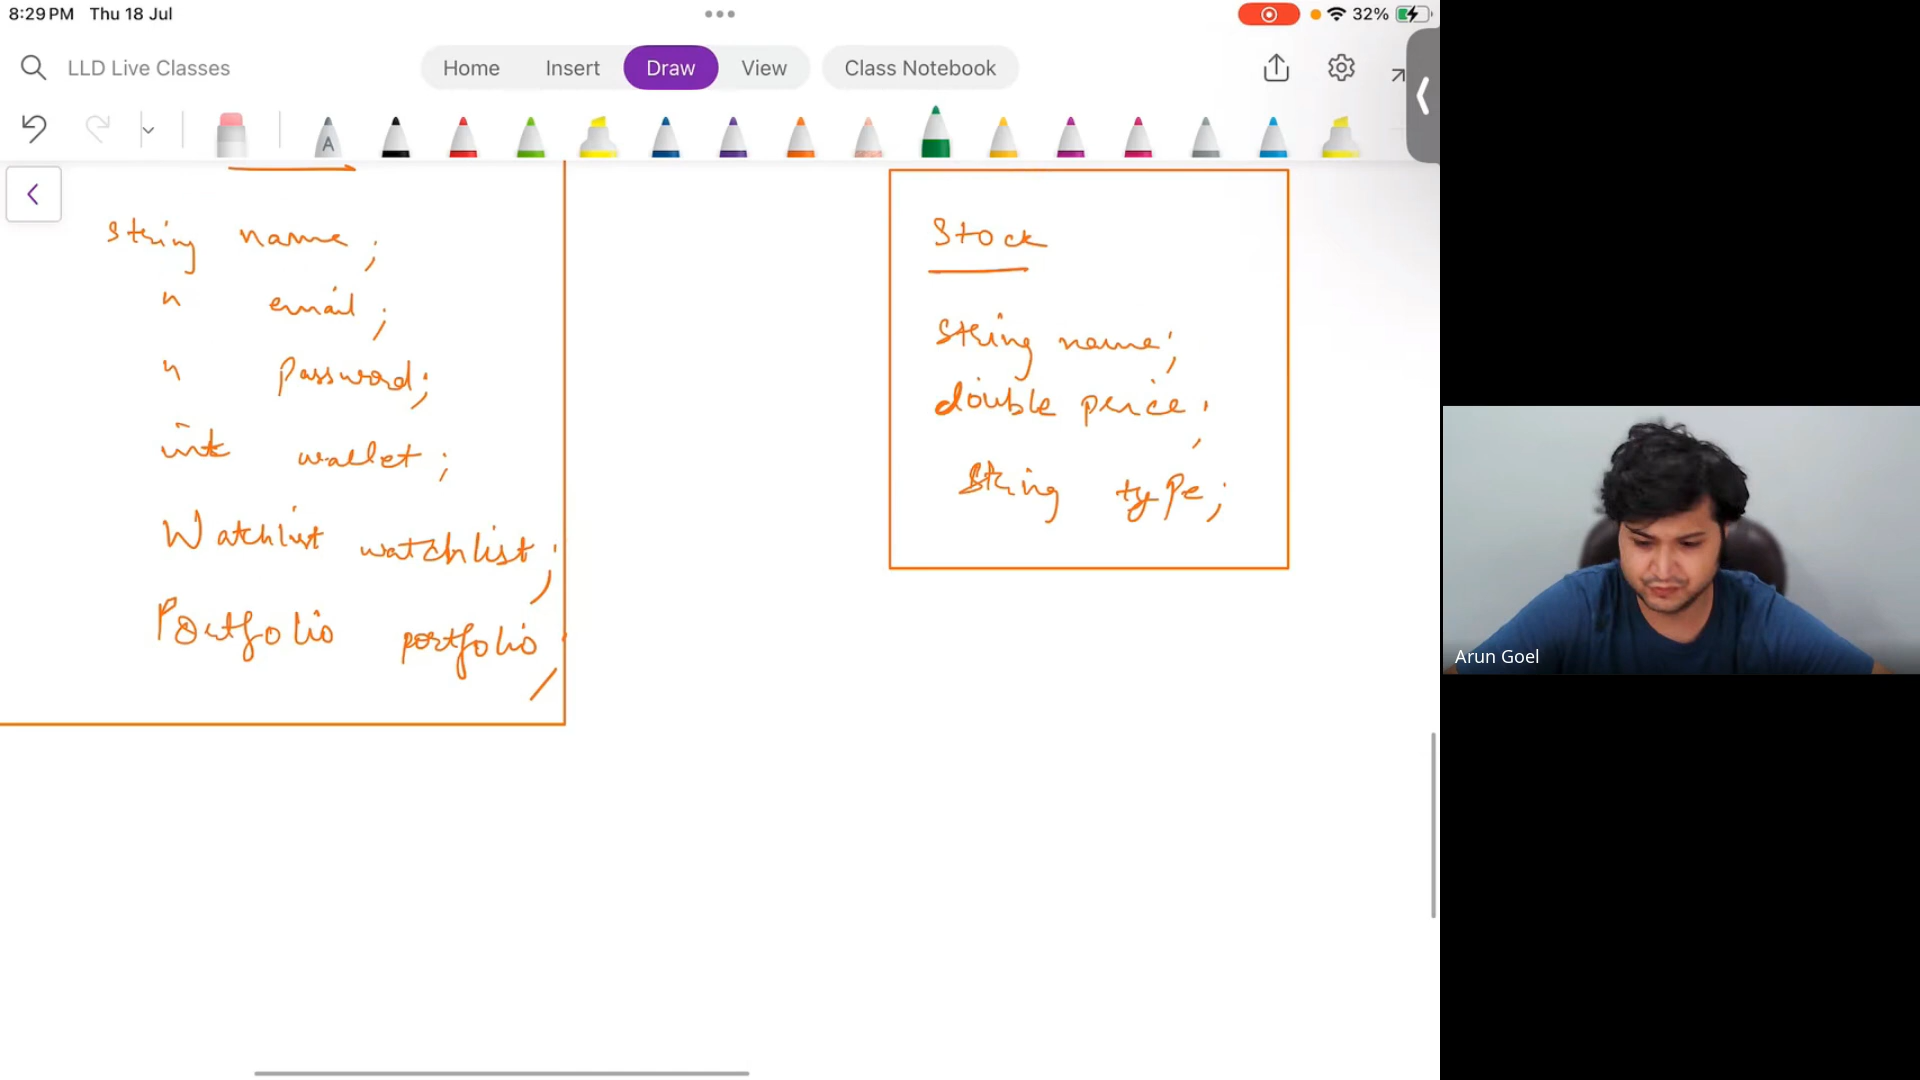 8:29 PM Thu 18 Jul
32%
LLD Live Classes
Home Insert Draw View Class Notebook
A
String name;
" email;
" Password;
int wallet;
Watchlist watchlist;
Portfolio portfolio;
Stock
String name;
double price;
String type;
Arun Goel